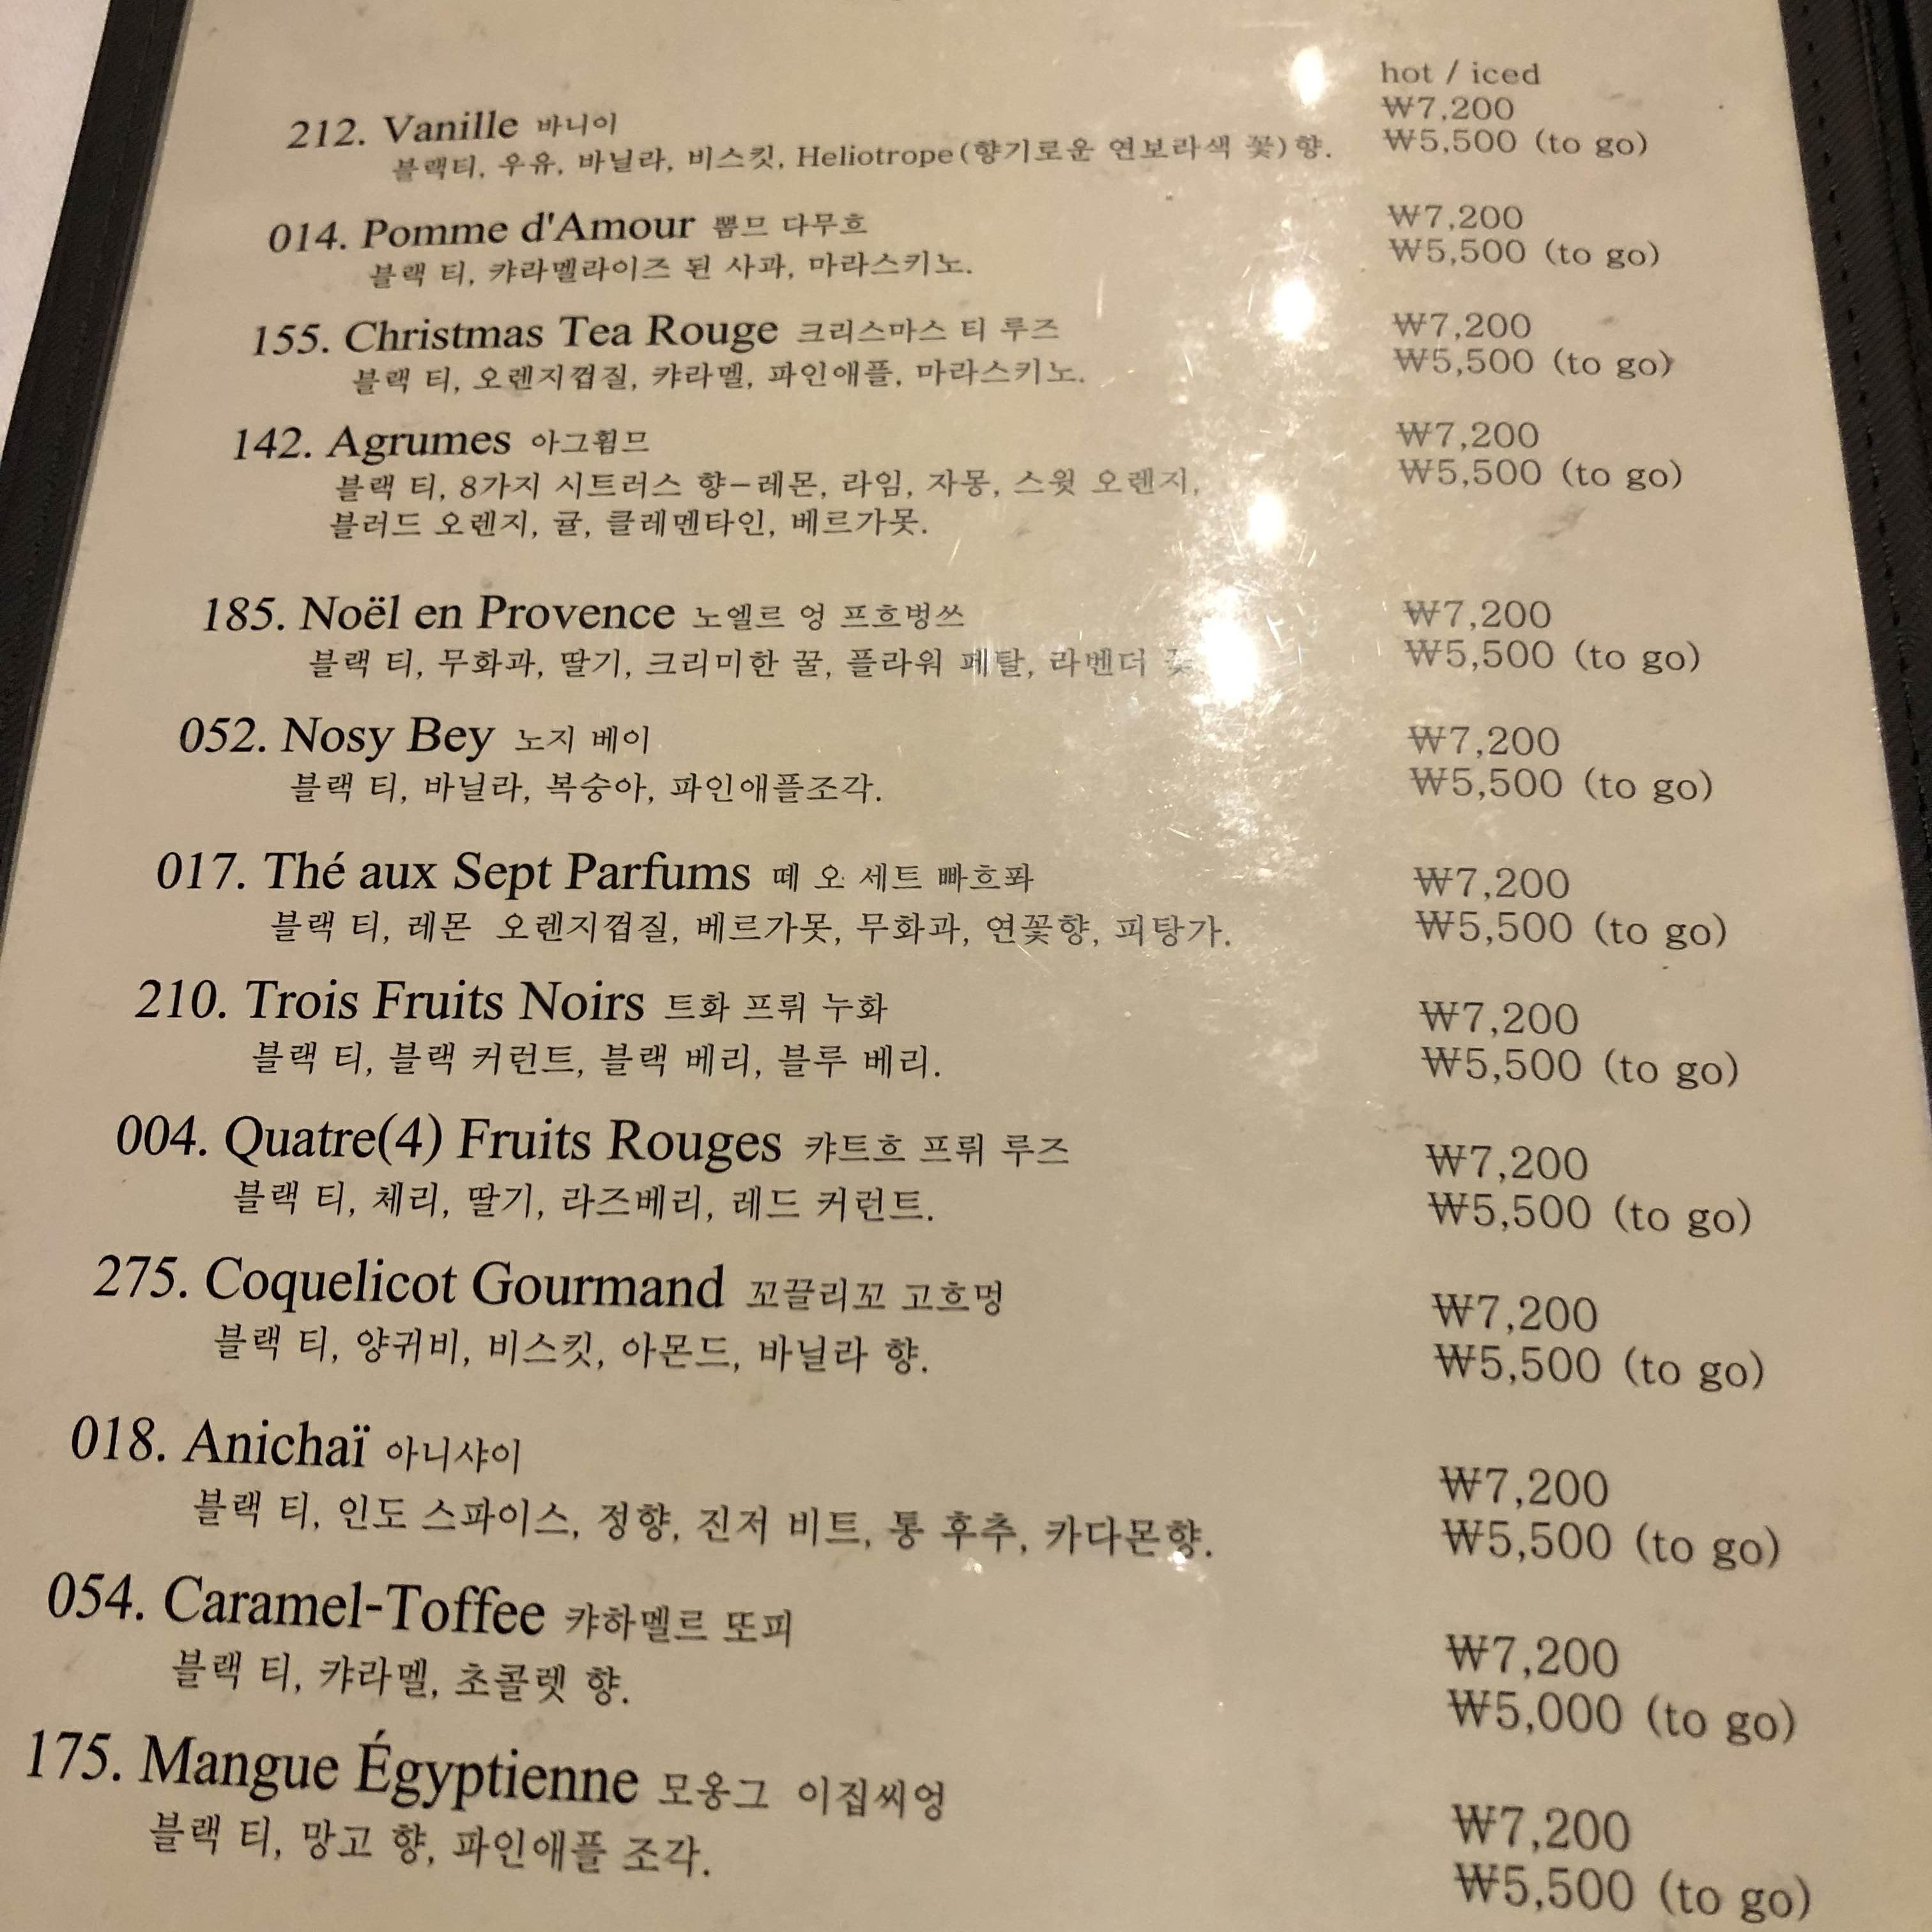 hot / iced
212. Vanille 바니이 ₩7,200
블랙티, 우유, 바닐라, 비스킷, Heliotrope(향기로운 연보라색 꽃)향. ₩5,500 (to go)
014. Pomme d'Amour 뽐므 다무흐 ₩7,200
블랙 티, 캬라멜라이즈 된 사과, 마라스키노. ₩5,500 (to go)
155. Christmas Tea Rouge 크리스마스 티 루즈 ₩7,200
블랙 티, 오렌지껍질, 캬라멜, 파인애플, 마라스키노. ₩5,500 (to go)
142. Agrumes 아그휨므 ₩7,200
블랙 티, 8가지 시트러스 향-레몬, 라임, 자몽, 스윗 오렌지, ₩5,500 (to go)
블러드 오렌지, 귤, 클레멘타인, 베르가못.
185. Noël en Provence 노엘르 엉 프흐벙쓰 ₩7,200
블랙 티, 무화과, 딸기, 크리미한 꿀, 플라워 페탈, 라벤더 ₩5,500 (to go)
052. Nosy Bey 노지 베이 ₩7,200
블랙 티, 바닐라, 복숭아, 파인애플조각. ₩5,500 (to go)
017. Thé aux Sept Parfums 떼 오 세트 빠흐퐈 ₩7,200
블랙 티, 레몬 오렌지껍질, 베르가못, 무화과, 연꽃향, 피탕가. ₩5,500 (to go)
210. Trois Fruits Noirs 트화 프뤼 누화 ₩7,200
블랙 티, 블랙 커런트, 블랙 베리, 블루 베리. ₩5,500 (to go)
004. Quatre(4) Fruits Rouges 캬트흐 프뤼 루즈 ₩7,200
블랙 티, 체리, 딸기, 라즈베리, 레드 커런트. ₩5,500 (to go)
275. Coquelicot Gourmand 꼬끌리꼬 고흐멍 ₩7,200
블랙 티, 양귀비, 비스킷, 아몬드, 바닐라 향. ₩5,500 (to go)
018. Anichaï 아니샤이 ₩7,200
블랙 티, 인도 스파이스, 정향, 진저 비트, 통 후추, 카다몬향. ₩5,500 (to go)
054. Caramel-Toffee 캬하멜르 또피 ₩7,200
블랙 티, 캬라멜, 초콜렛 향. ₩5,000 (to go)
175. Mangue Égyptienne 모옹그 이집씨엉 ₩7,200
블랙 티, 망고 향, 파인애플 조각. ₩5,500 (to go)